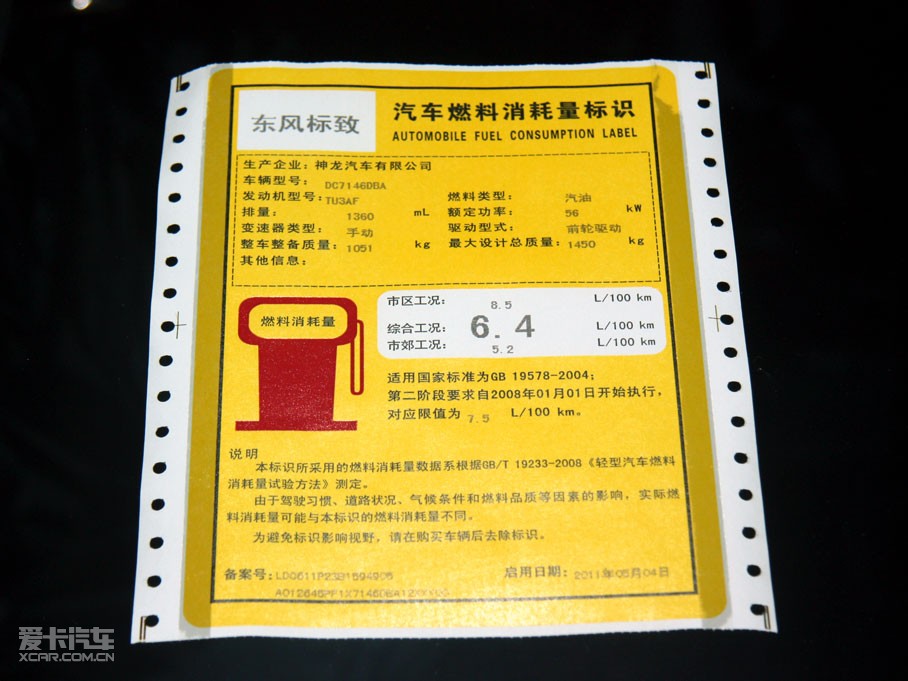 东风标致
汽车燃料消耗量标识
AUTOMOBILE FUEL CONSUMPTION LABEL
生产企业：神龙汽车有限公司
车辆型号： DC7146DBA
发动机型号：TU3AF 燃料类型： 汽油
排量： 1360 mL 额定功率： 56 kW
变速器类型： 手动 驱动型式： 前轮驱动
整车整备质量：1051 kg 最大设计总质量：1450 kg
其他信息：
燃料消耗量
市区工况： 8.5 L/100 km
综合工况： 6.4 L/100 km
市郊工况： 5.2 L/100 km
适用国家标准为GB 19578-2004；
第二阶段要求自2008年01月01日开始执行，
对应限值为 7.5 L/100 km。
说明
本标识所采用的燃料消耗量数据系根据GB/T 19233-2008《轻型汽车燃料
消耗量试验方法》测定。
由于驾驶习惯、道路状况、气候条件和燃料品质等因素的影响，实际燃
料消耗量可能与本标识的燃料消耗量不同。
为避免标识影响视野，请在购买车辆后去除标识。
备案号： 启用日期：2011年05月04日
爱卡汽车
XCAR.COM.CN